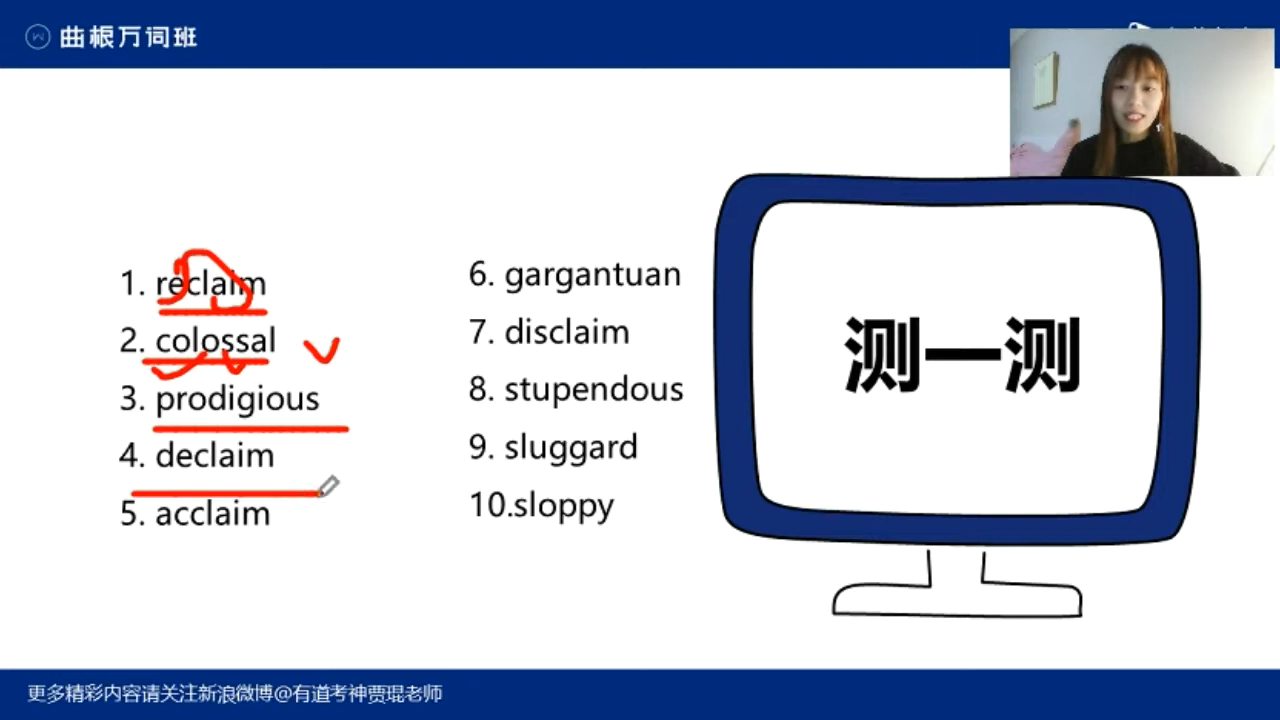 曲根万词班
1. reclaim
2. colossal
3. prodigious
4. declaim
5. acclaim
6. gargantuan
7. disclaim
8. stupendous
9. sluggard
10.sloppy
测一测
更多精彩内容请关注新浪微博@有道考神贾琨老师